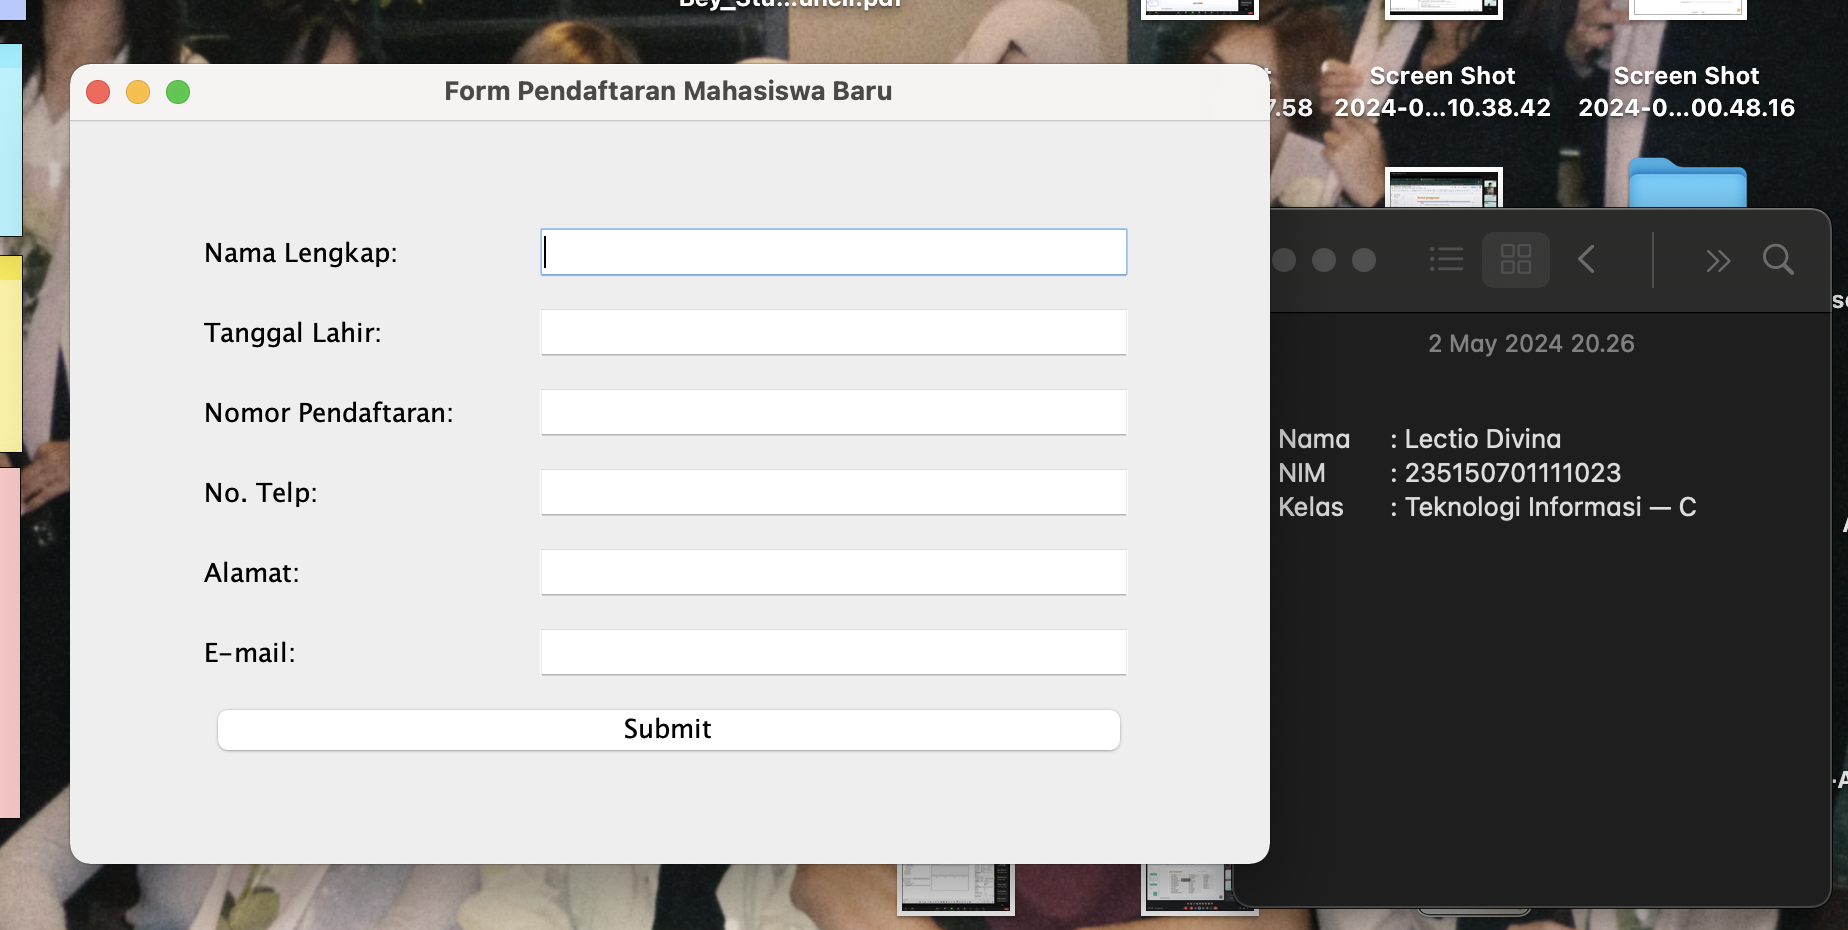 Bey_Stu...uncil.pdf
Form Pendaftaran Mahasiswa Baru
Nama Lengkap:
Tanggal Lahir:
Nomor Pendaftaran:
No. Telp:
Alamat:
E-mail:
Submit
7.58
Screen Shot
2024-0...10.38.42
Screen Shot
2024-0...00.48.16
2 May 2024 20.26
Nama : Lectio Divina
NIM : 235150701111023
Kelas : Teknologi Informasi — C